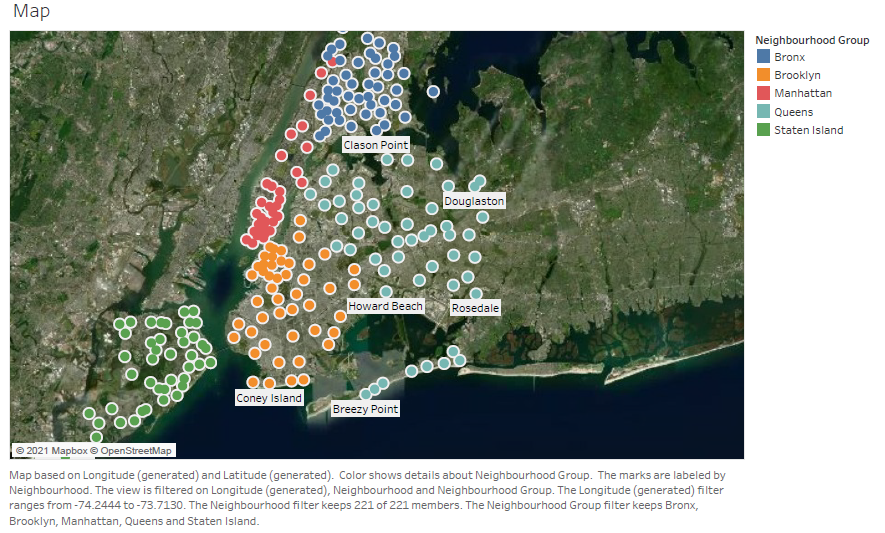 Map
Neighbourhood Group
Bronx
Brooklyn
Manhattan
Queens
Staten Island
Clason Point
Douglaston
Howard Beach
Rosedale
Coney Island
Breezy Point
© 2021 Mapbox © OpenStreetMap
Map based on Longitude (generated) and Latitude (generated).  Color shows details about Neighbourhood Group.  The marks are labeled by
Neighbourhood. The view is filtered on Longitude (generated), Neighbourhood and Neighbourhood Group. The Longitude (generated) filter
ranges from -74.2444 to -73.7130. The Neighbourhood filter keeps 221 of 221 members. The Neighbourhood Group filter keeps Bronx,
Brooklyn, Manhattan, Queens and Staten Island.